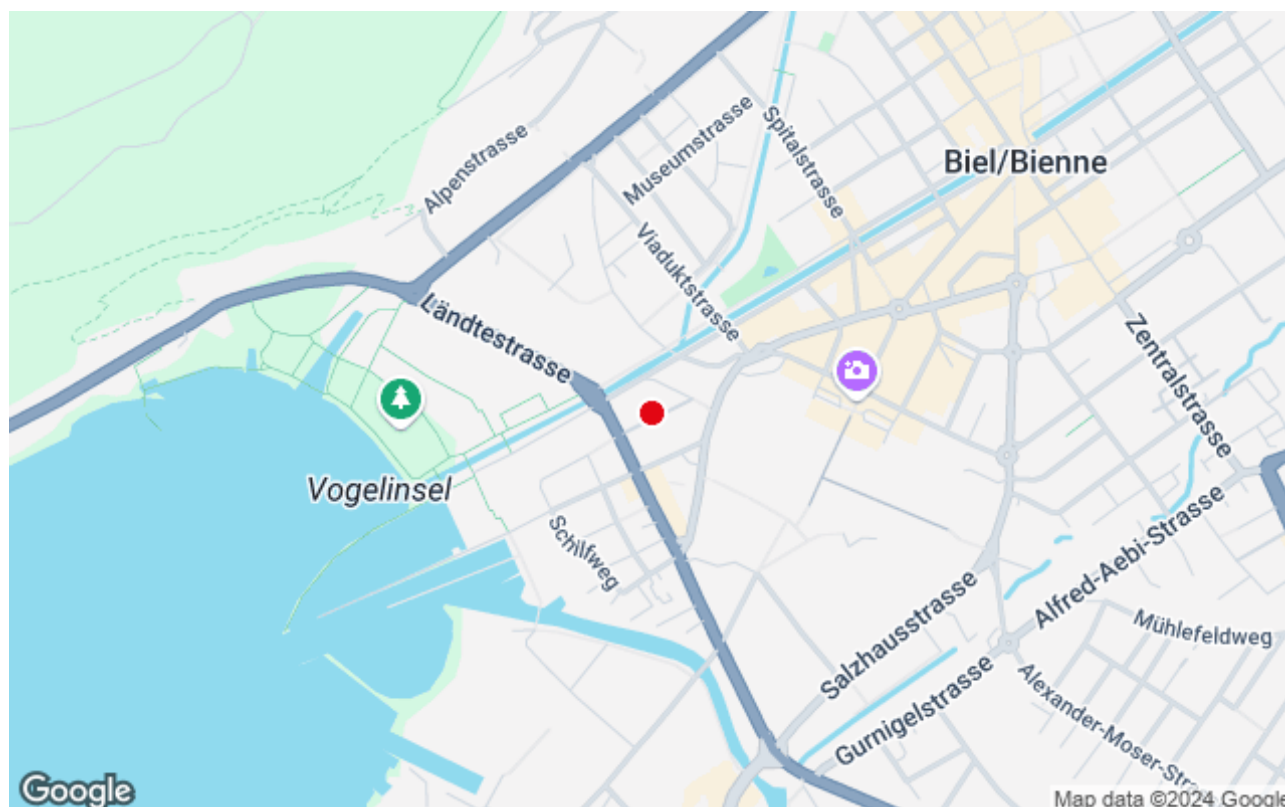 Alpenstrasse
Museumstrasse
Spitalstrasse
Biel/Bienne
Viaduktstrasse
Ländtestrasse
Zentralstrasse
Vogelinsel
Schilfweg
Alfred-Aebi-Strasse
Salzhausstrasse
Mühlefeldweg
Gurnigelstrasse
Alexander-Moser-Stra
Google
Map data ©2024 Google